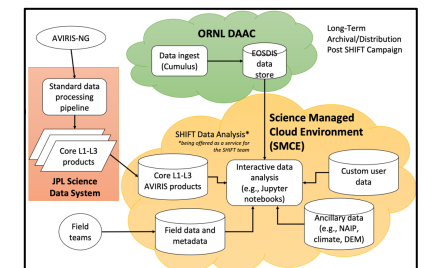 ORNL DAAC
Long-Term
Archival/Distribution
Post SHIFT Campaign
AVIRIS-NG
Data ingest
(Cumulus)
EOSDIS
data
store
Standard data
processing
pipeline
Core L1-L3
products
JPL Science
Data System
Science Managed
Cloud Environment
(SMCE)
SHIFT Data Analysis*
*being offered as a service for
the SHIFT team
Core L1-L3
AVIRIS products
Interactive data
analysis
(e.g., Jupyter
notebooks)
Custom user
data
Field
teams
Field data and
metadata
Ancillary data
(e.g., NAIP,
climate, DEM)